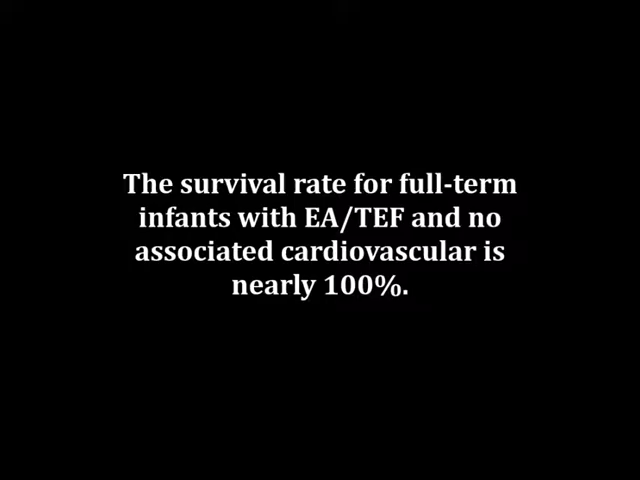 The survival rate for full-term
infants with EA/TEF and no
associated cardiovascular is
nearly 100%.